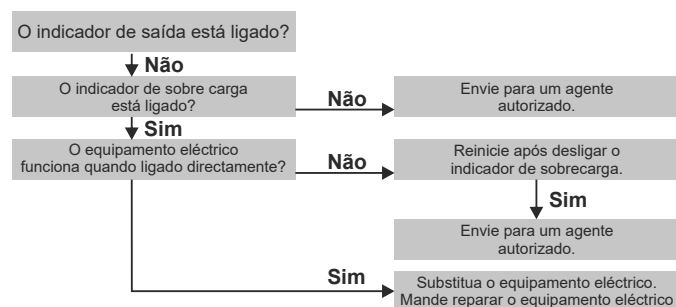 O indicador de saída está ligado?
Não
O indicador de sobre carga
está ligado?
Não
Envie para um agente
autorizado.
Sim
O equipamento eléctrico
funciona quando ligado directamente?
Não
Reinicie após desligar o
indicador de sobrecarga.
Sim
Envie para um agente
autorizado.
Sim
Substitua o equipamento eléctrico.
Mande reparar o equipamento eléctrico